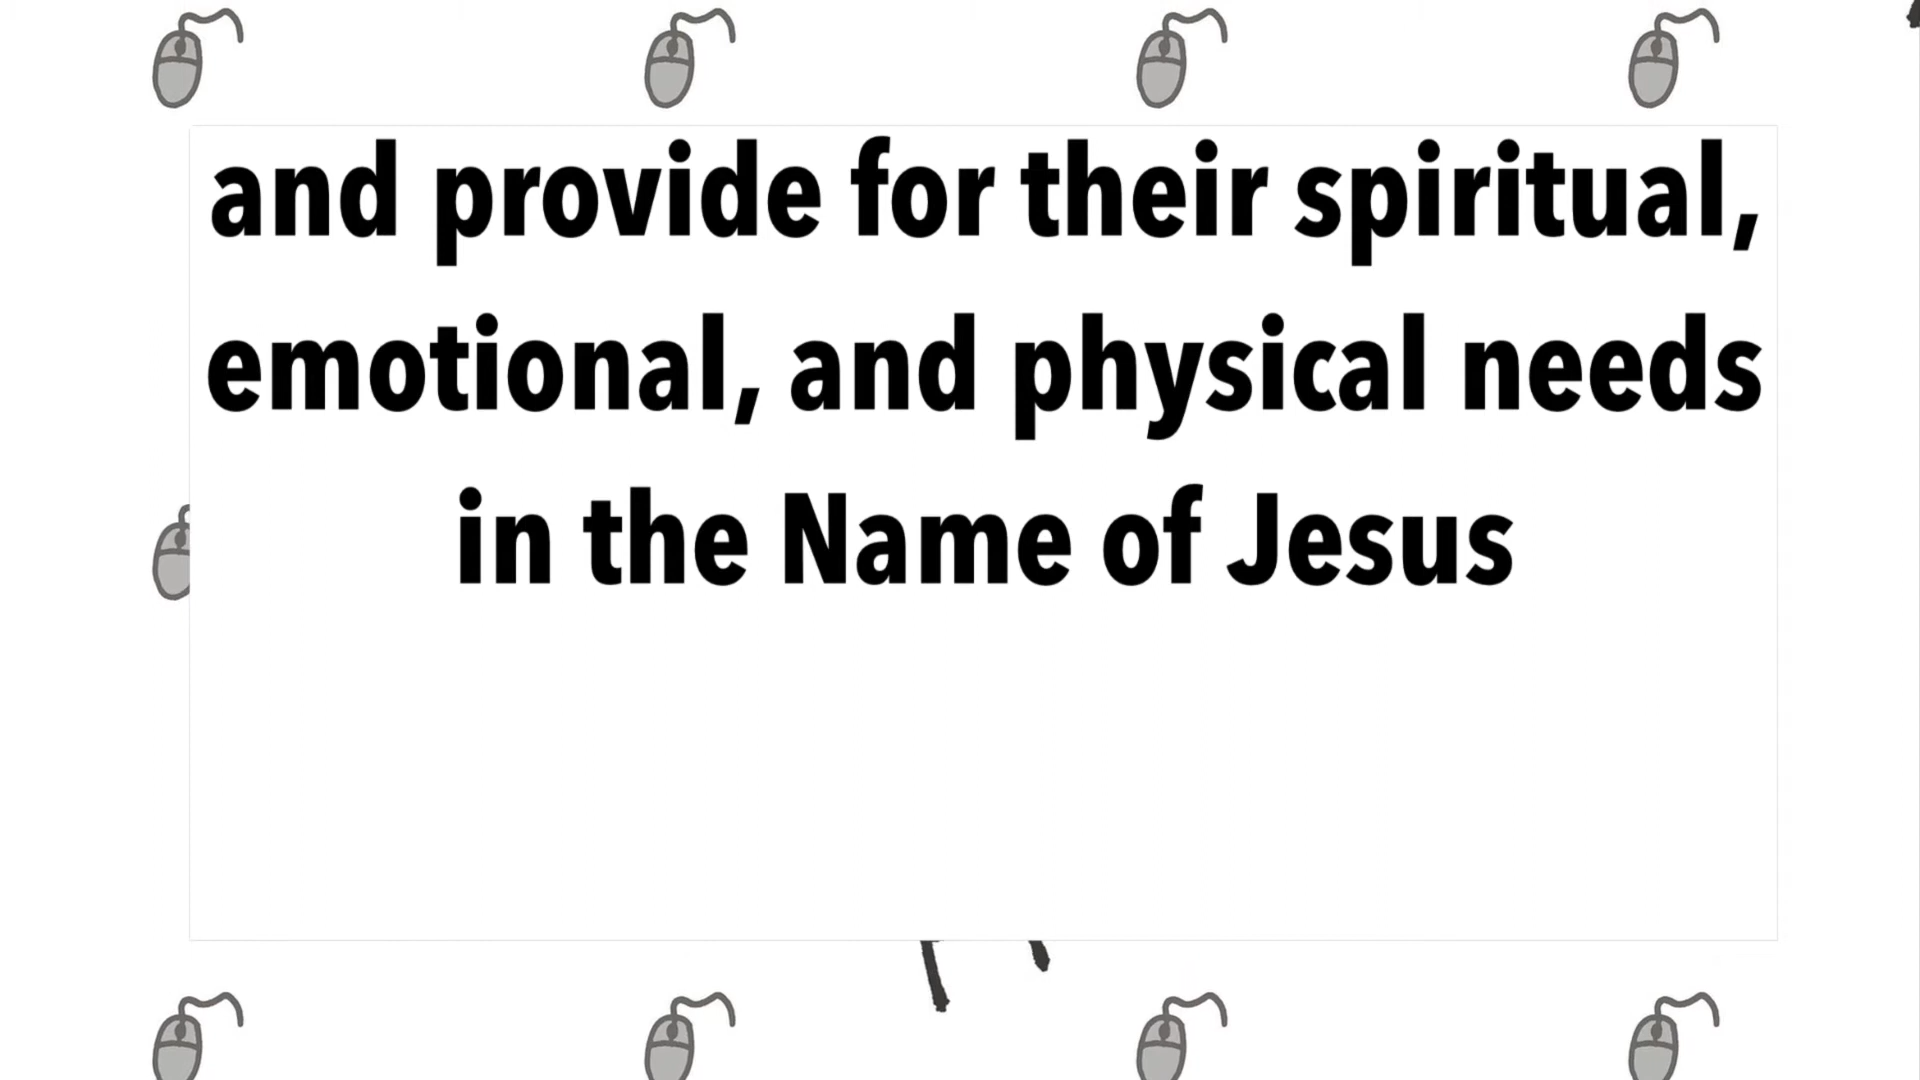 and provide for their spiritual,
emotional, and physical needs
in the Name of Jesus